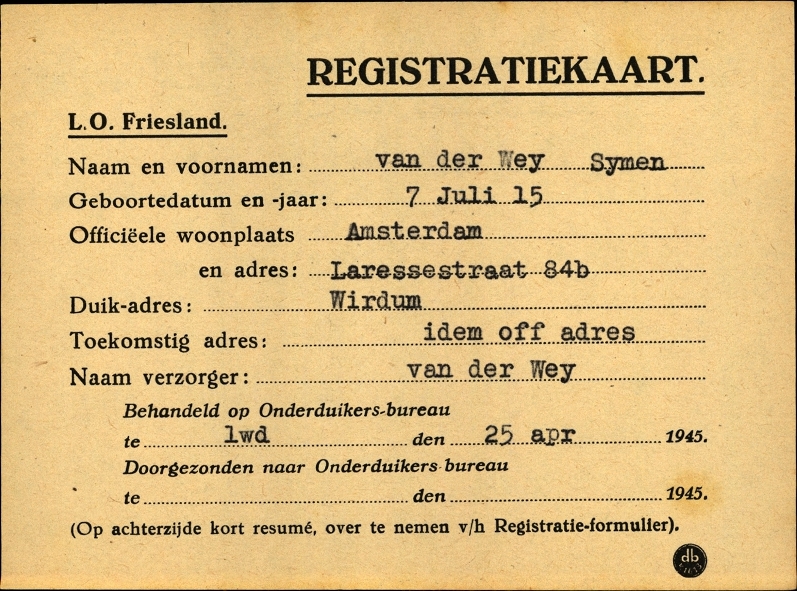 REGISTRATIEKAART.
L.O. Friesland.
Naam en voornamen: van der Wey Symen
Geboortedatum en -jaar: 7 Juli 15
Officiëele woonplaats Amsterdam
en adres: Laressestraat 84b
Duik-adres: Wirdum
Toekomstig adres: idem off adres
Naam verzorger: van der Wey
Behandeld op Onderduikers-bureau
te lwd den 25 apr 1945.
Doorgezonden naar Onderduikers-bureau
te den 1945.
(Op achterzijde kort resumé, over te nemen v/h Registratie-formulier).
db